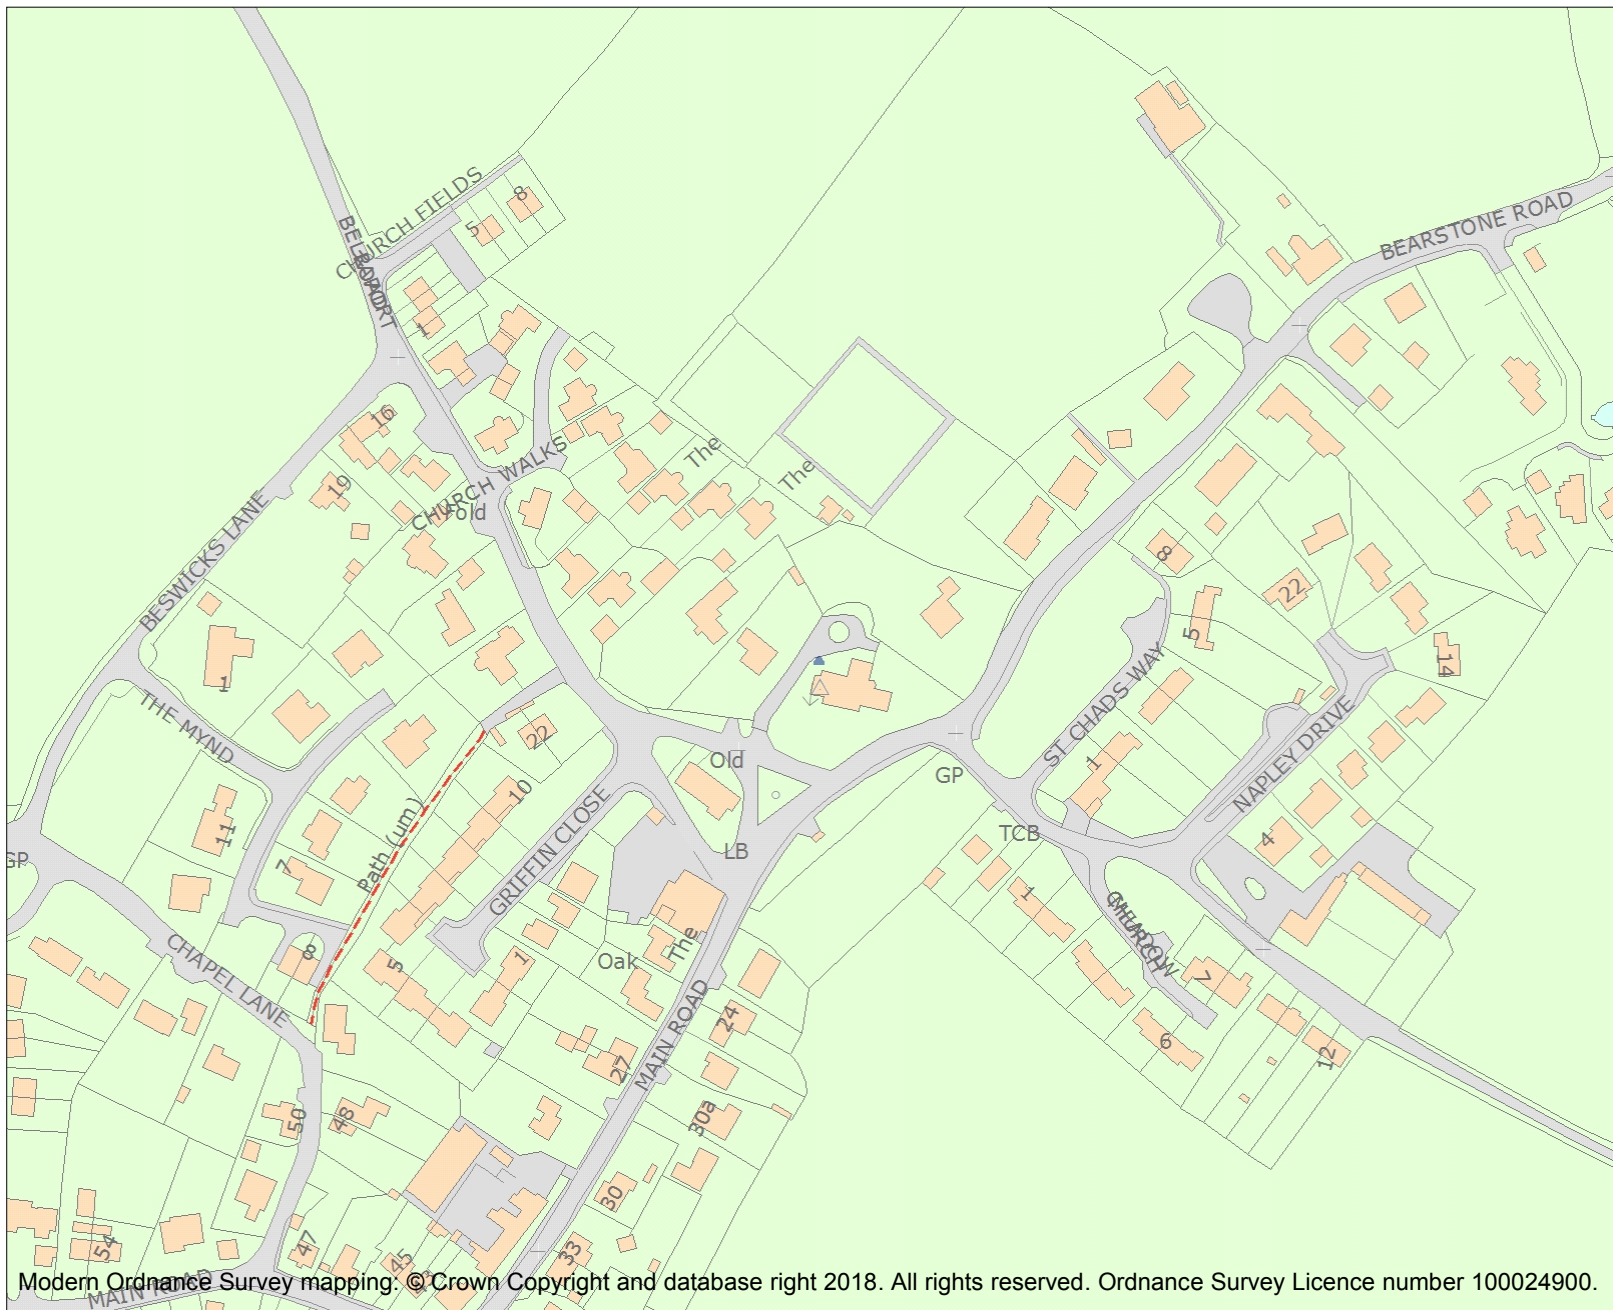 CHURCH FIELDS
8
5
BELLAPORT
ROAD
1
BEARSTONE ROAD
16
19
CHURCH WALKS
Fold
The
The
BESWICKS LANE
8
22
5
14
1
THE MYND
ST CHADS WAY
NAPLEY DRIVE
22
Old
GP
1
10
Path (um)
GRIFFIN CLOSE
11
7
LB
TCB
4
GP
1
CHURCH
MEADOW
8
5
1
Oak
The
7
CHAPEL LANE
MAIN ROAD
24
27
6
12
50
48
30a
30
54
47
45
33
MAIN ROAD
Modern Ordnance Survey mapping: © Crown Copyright and database right 2018. All rights reserved. Ordnance Survey Licence number 100024900.